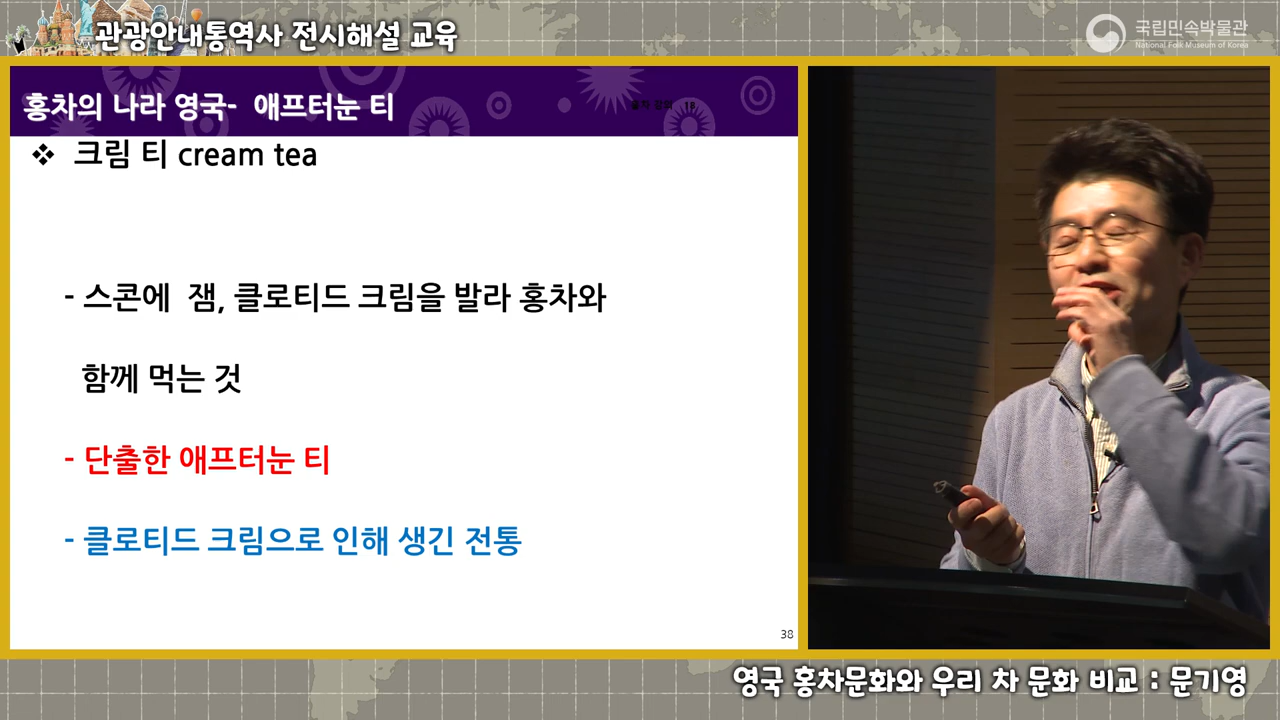 관광안내통역사 전시해설 교육
국립민속박물관
National Folk Museum of Korea
홍차의 나라 영국-  애프터눈 티
홍차 강의 18
❖ 크림 티 cream tea
- 스콘에  잼, 클로티드 크림을 발라 홍차와
함께 먹는 것
- 단출한 애프터눈 티
- 클로티드 크림으로 인해 생긴 전통
38
영국 홍차문화와 우리 차 문화 비교 : 문기영